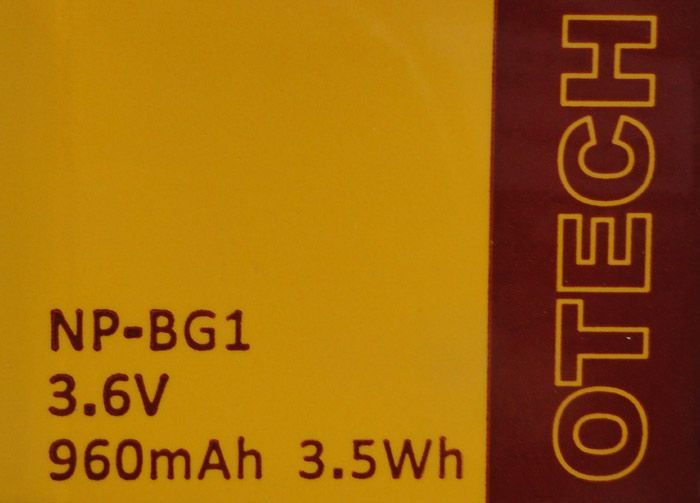 NP-BG1
3.6V
960mAh 3.5Wh
OTECH